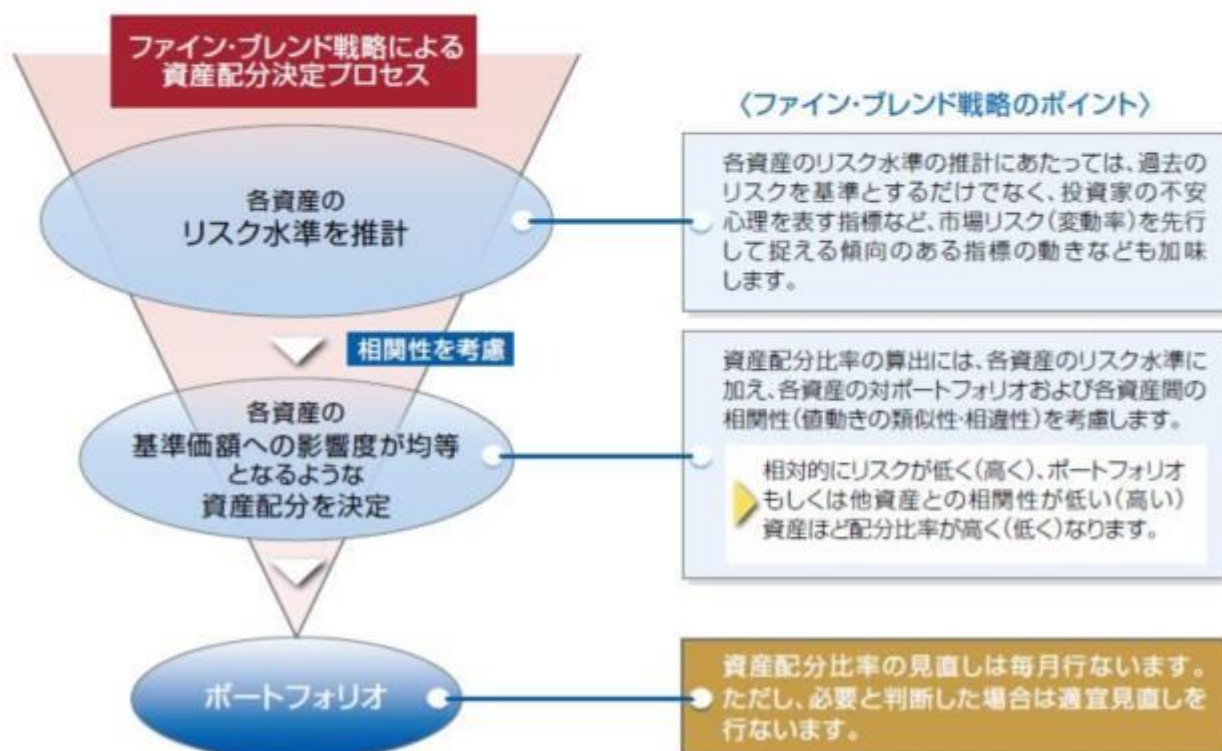 ファイン・ブレンド戦略による
資産配分決定プロセス
〈ファイン・ブレンド戦略のポイント〉
各資産の
リスク水準を推計
各資産のリスク水準の推計にあたっては、過去の
リスクを基準とするだけでなく、投資家の不安
心理を表す指標など、市場リスク(変動率)を先行
して捉える傾向のある指標の動きなども加味
します。
相関性を考慮
各資産の
基準価額への影響度が均等
となるような
資産配分を決定
資産配分比率の算出には、各資産のリスク水準に
加え、各資産の対ポートフォリオおよび各資産間の
相関性(値動きの類似性・相違性)を考慮します。
相対的にリスクが低く(高く)、ポートフォリオ
もしくは他資産との相関性が低い(高い)
資産ほど配分比率が高く(低く)なります。
ポートフォリオ
資産配分比率の見直しは毎月行ないます。
ただし、必要と判断した場合は適宜見直しを
行ないます。